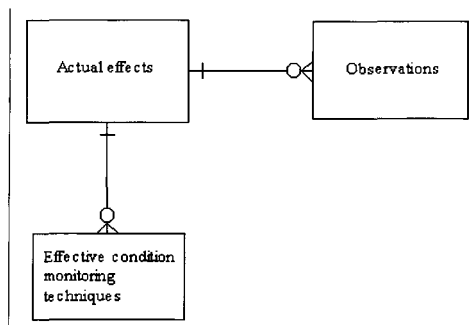 Actual effects
Observations
Effective condition
monitoring
techniques